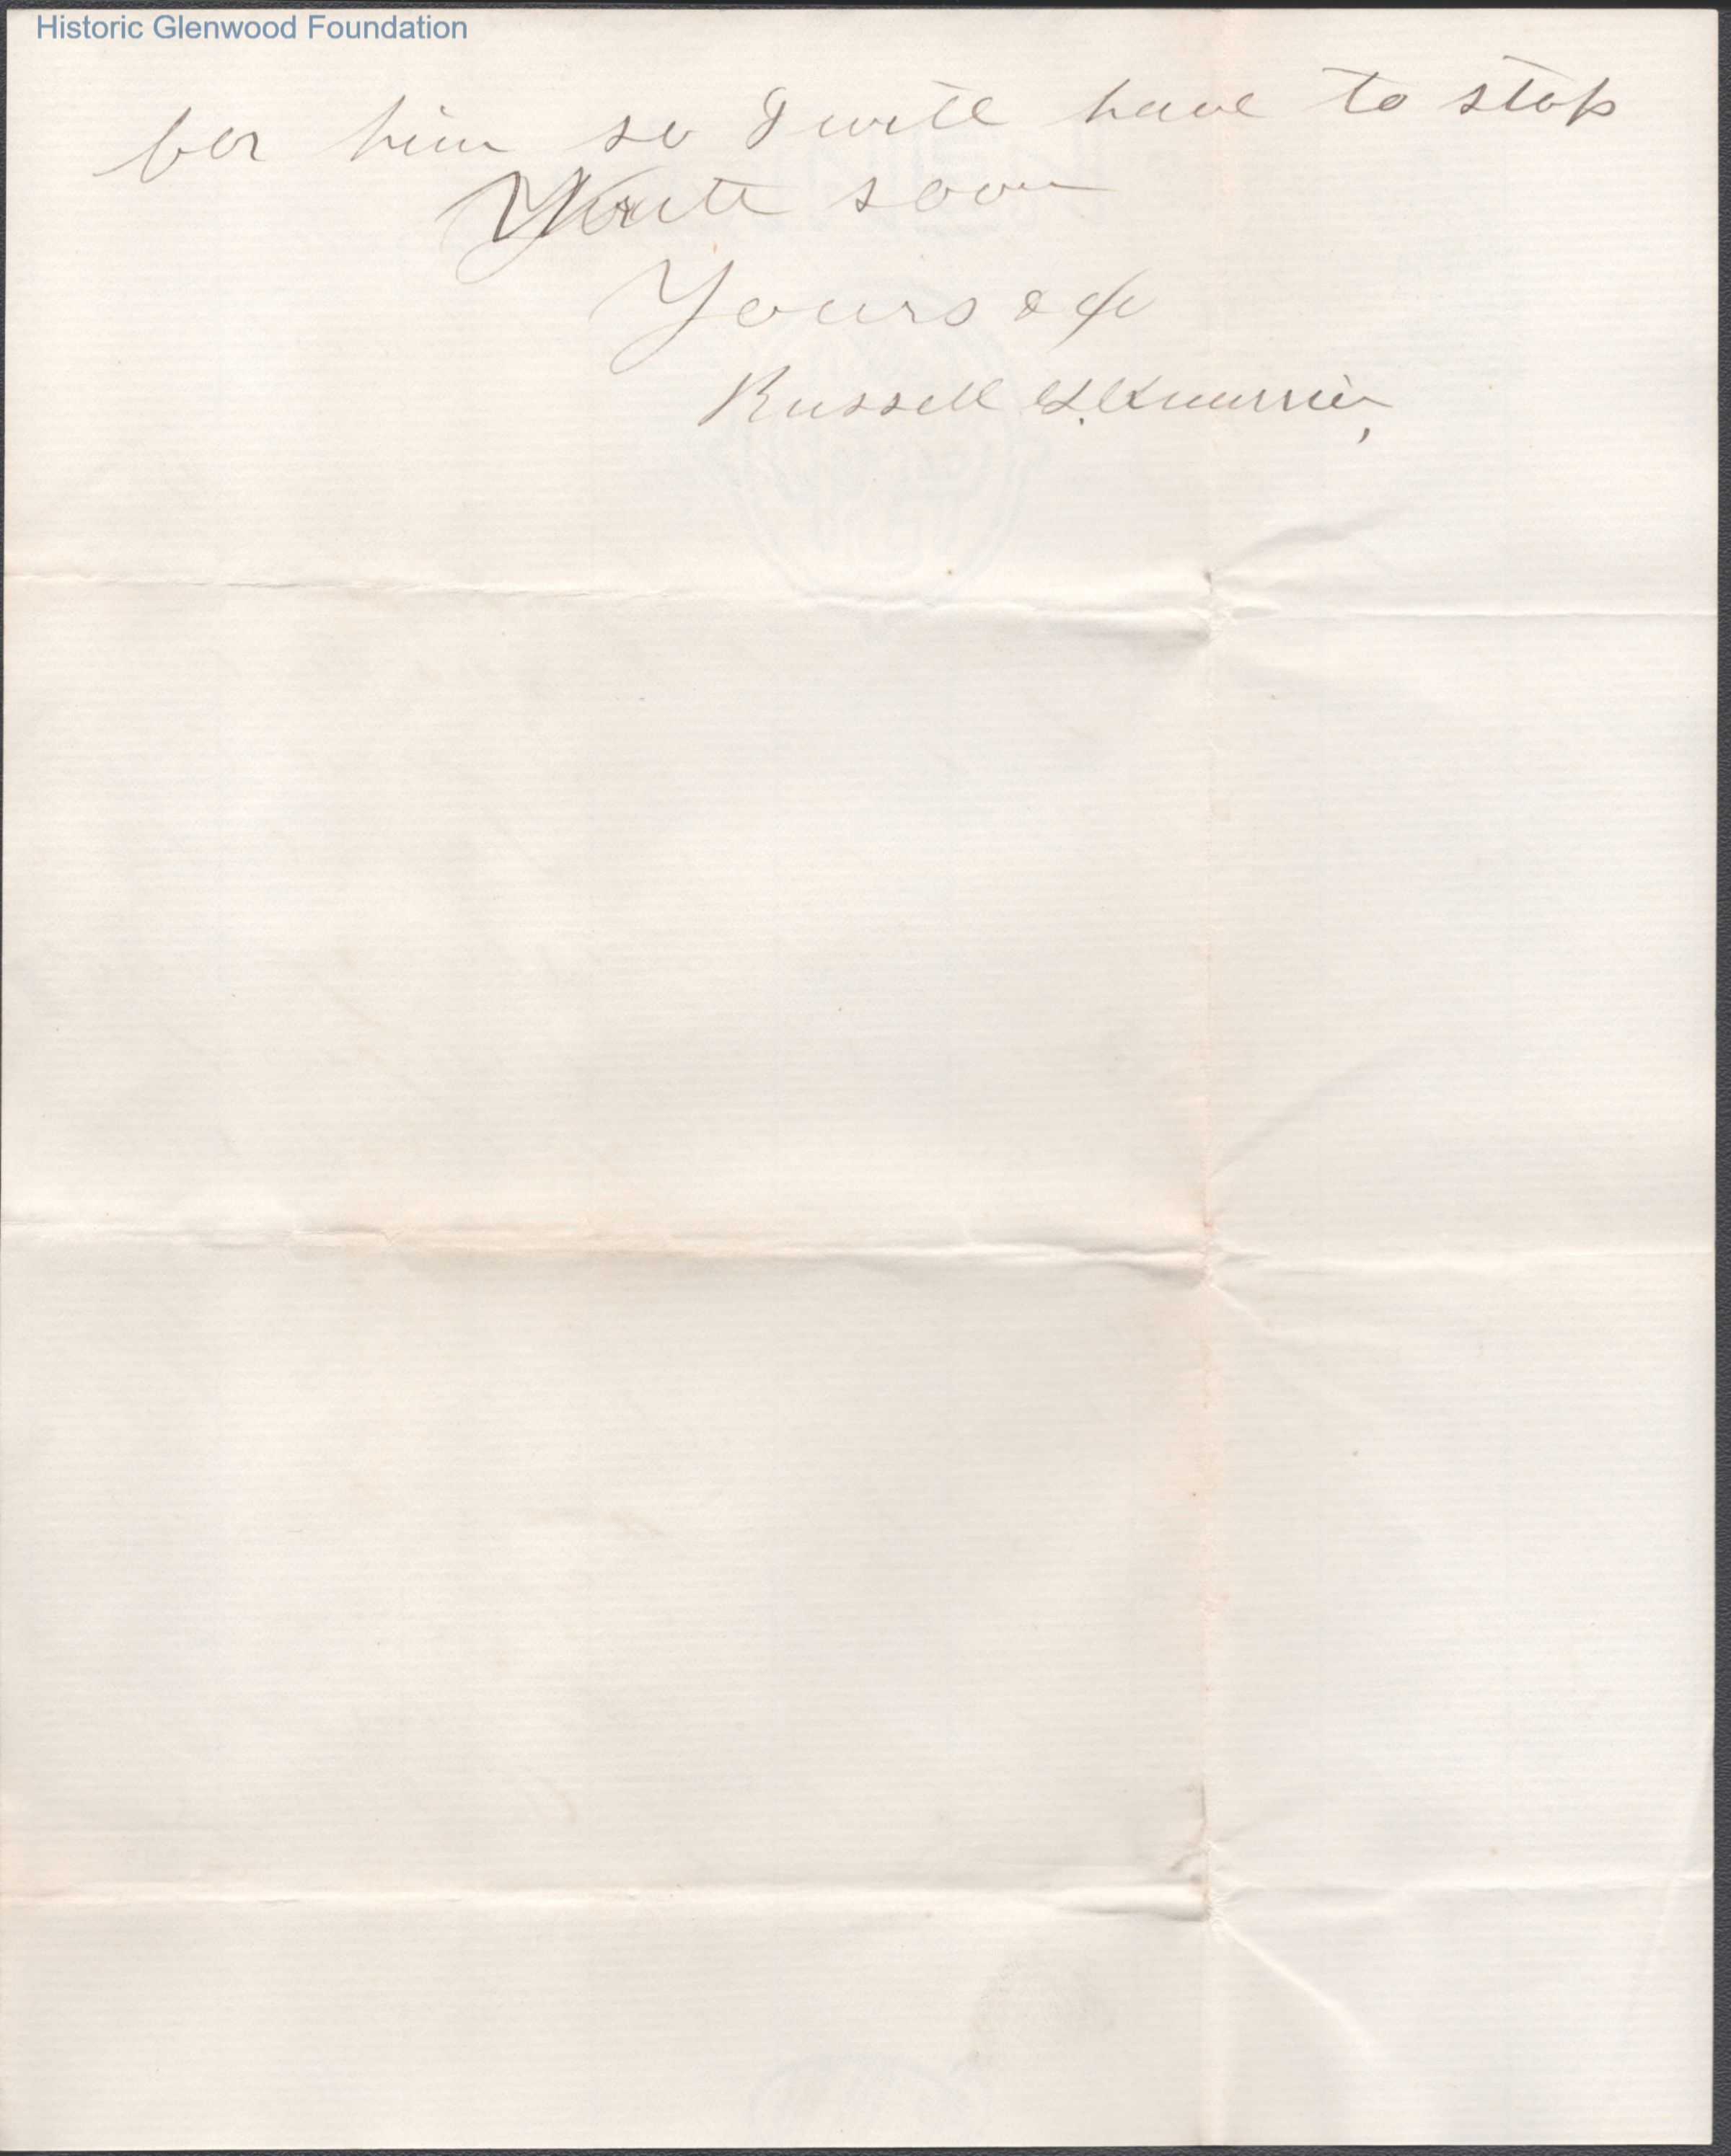 Historic Glenwood Foundation
for him so I will have to stop
Write soon
Yours &c
Russell